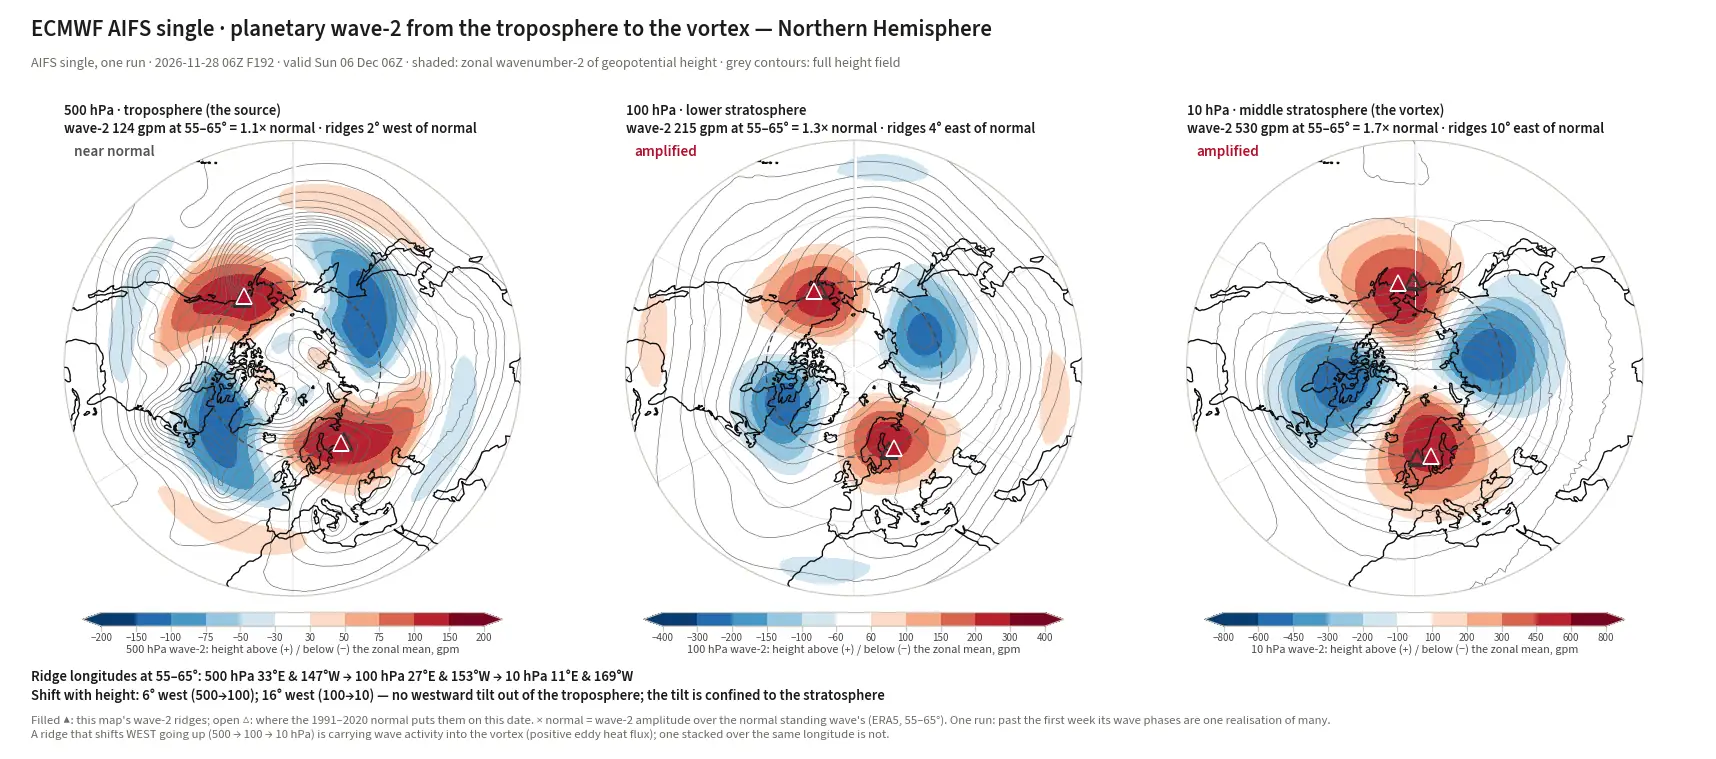 ECMWF AIFS single · planetary wave-2 from the troposphere to the vortex — Northern Hemisphere
AIFS single, one run · 2026-11-28 06Z F192 · valid Sun 06 Dec 06Z · shaded: zonal wavenumber-2 of geopotential height · grey contours: full height field
500 hPa · troposphere (the source)
wave-2 124 gpm at 55–65° = 1.1× normal · ridges 2° west of normal
near normal
100 hPa · lower stratosphere
wave-2 215 gpm at 55–65° = 1.3× normal · ridges 4° east of normal
amplified
10 hPa · middle stratosphere (the vortex)
wave-2 530 gpm at 55–65° = 1.7× normal · ridges 10° east of normal
amplified
−200 −150 −100 −75 −50 −30 30 50 75 100 150 200
500 hPa wave-2: height above (+) / below (−) the zonal mean, gpm
−400 −300 −200 −150 −100 −60 60 100 150 200 300 400
100 hPa wave-2: height above (+) / below (−) the zonal mean, gpm
−800 −600 −450 −300 −200 −100 100 200 300 450 600 800
10 hPa wave-2: height above (+) / below (−) the zonal mean, gpm
Ridge longitudes at 55–65°: 500 hPa 33°E & 147°W → 100 hPa 27°E & 153°W → 10 hPa 11°E & 169°W
Shift with height: 6° west (500→100); 16° west (100→10) — no westward tilt out of the troposphere; the tilt is confined to the stratosphere
Filled ▲: this map's wave-2 ridges; open △: where the 1991–2020 normal puts them on this date. × normal = wave-2 amplitude over the normal standing wave's (ERA5, 55–65°). One run: past the first week its wave phases are one realisation of many.
A ridge that shifts WEST going up (500 → 100 → 10 hPa) is carrying wave activity into the vortex (positive eddy heat flux); one stacked over the same longitude is not.